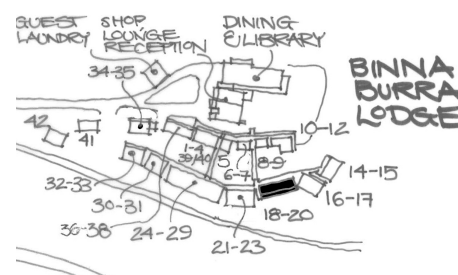 GUEST
LAUNDRY
SHOP
LOUNGE
RECEPTION
DINING
& LIBRARY
BINNA
BURRA
LODGE
34-35
10-12
42
41
1-4
39/40
5
6-7
8-9
14-15
16-17
18-20
32-33
30-31
36-38
24-29
21-23